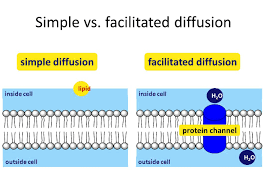 Simple vs. facilitated diffusion
simple diffusion
facilitated diffusion
lipid
inside cell
outside cell
inside cell
H₂O
protein channel
outside cell
H₂O